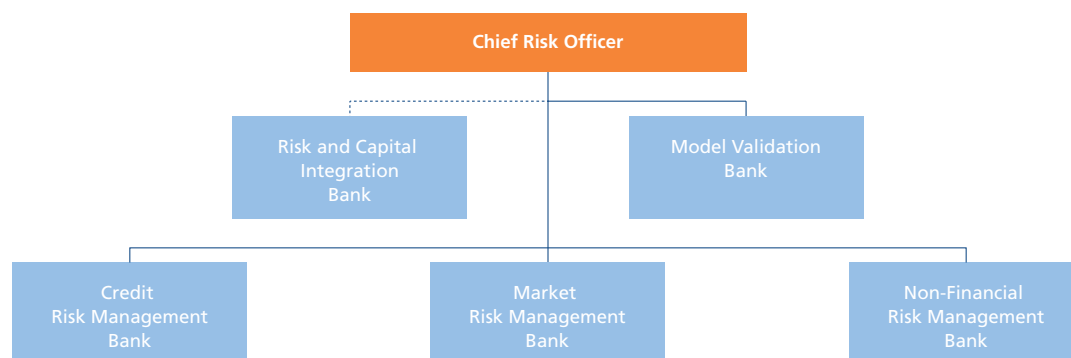 Chief Risk Officer
Risk and Capital
Integration
Bank
Model Validation
Bank
Credit
Risk Management
Bank
Market
Risk Management
Bank
Non-Financial
Risk Management
Bank